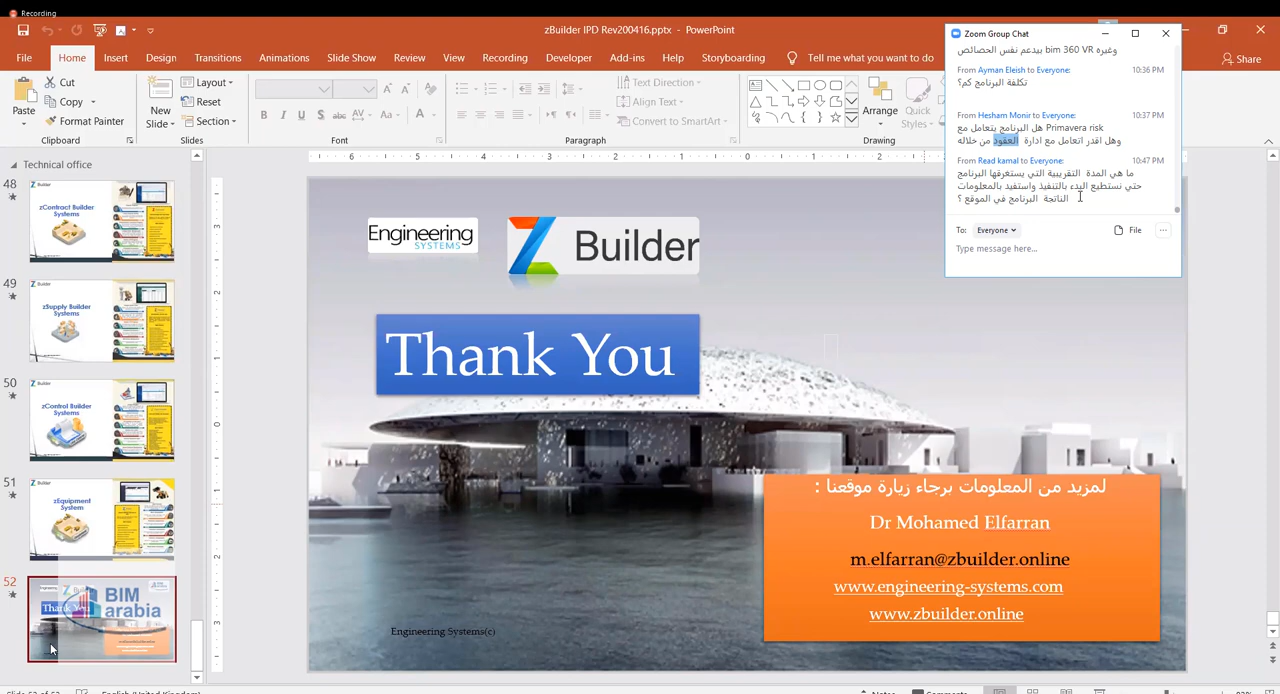 Recording
zBuilder IPD Rev200416.pptx - PowerPoint
File Home Insert Design Transitions Animations Slide Show Review View Recording Developer Add-ins Help Storyboarding Tell me what you want to do
Share
Paste
Cut
Copy
Format Painter
Clipboard
New Slide
Layout
Reset
Section
Slides
Font
Text Direction
Align Text
Convert to SmartArt
Paragraph
Arrange
Quick
Styles
Drawing
Zoom Group Chat
وغيره bim 360 VR بيدعم نفس الخصائص
From Ayman Eleish to Everyone: 10:36 PM
تكلفة البرنامج كم؟
From Hesham Monir to Everyone: 10:37 PM
هل البرنامج يتعامل مع Primavera risk
وهل اقدر اتعامل مع ادارة العقود من خلاله
From Read kamal to Everyone: 10:47 PM
ما هي المدة التقريبية التي يستغرقها البرنامج
حتي نستطيع البدء بالتنفيذ واستفيد بالمعلومات
الناتجة البرنامج في الموقع ؟
To: Everyone File
Type message here...
Technical office
48
Builder
zContract Builder
Systems
49
Builder
zSupply Builder
Systems
50
Builder
zControl Builder
Systems
51
Builder
zEquipment
Systems
52
Thank You
BIM
arabia
Engineering
SYSTEMS
Builder
Thank You
لمزيد من المعلومات برجاء زيارة موقعنا :
Dr Mohamed Elfarran
m.elfarran@zbuilder.online
www.engineering-systems.com
www.zbuilder.online
Engineering Systems(c)